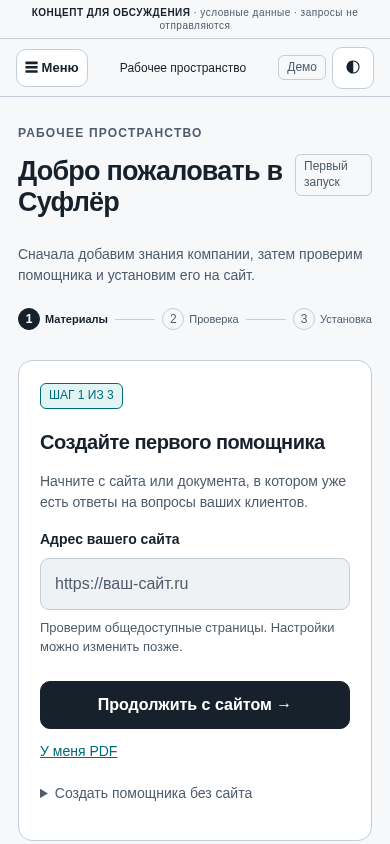 КОНЦЕПТ ДЛЯ ОБСУЖДЕНИЯ · условные данные · запросы не
отправляются
☰ Меню
Рабочее пространство
Демо
РАБОЧЕЕ ПРОСТРАНСТВО
Добро пожаловать в
Суфлёр
Первый
запуск
Сначала добавим знания компании, затем проверим
помощника и установим его на сайт.
1 Материалы
2 Проверка
3 Установка
ШАГ 1 ИЗ 3
Создайте первого помощника
Начните с сайта или документа, в котором уже
есть ответы на вопросы ваших клиентов.
Адрес вашего сайта
https://ваш-сайт.ru
Проверим общедоступные страницы. Настройки
можно изменить позже.
Продолжить с сайтом →
У меня PDF
▶ Создать помощника без сайта